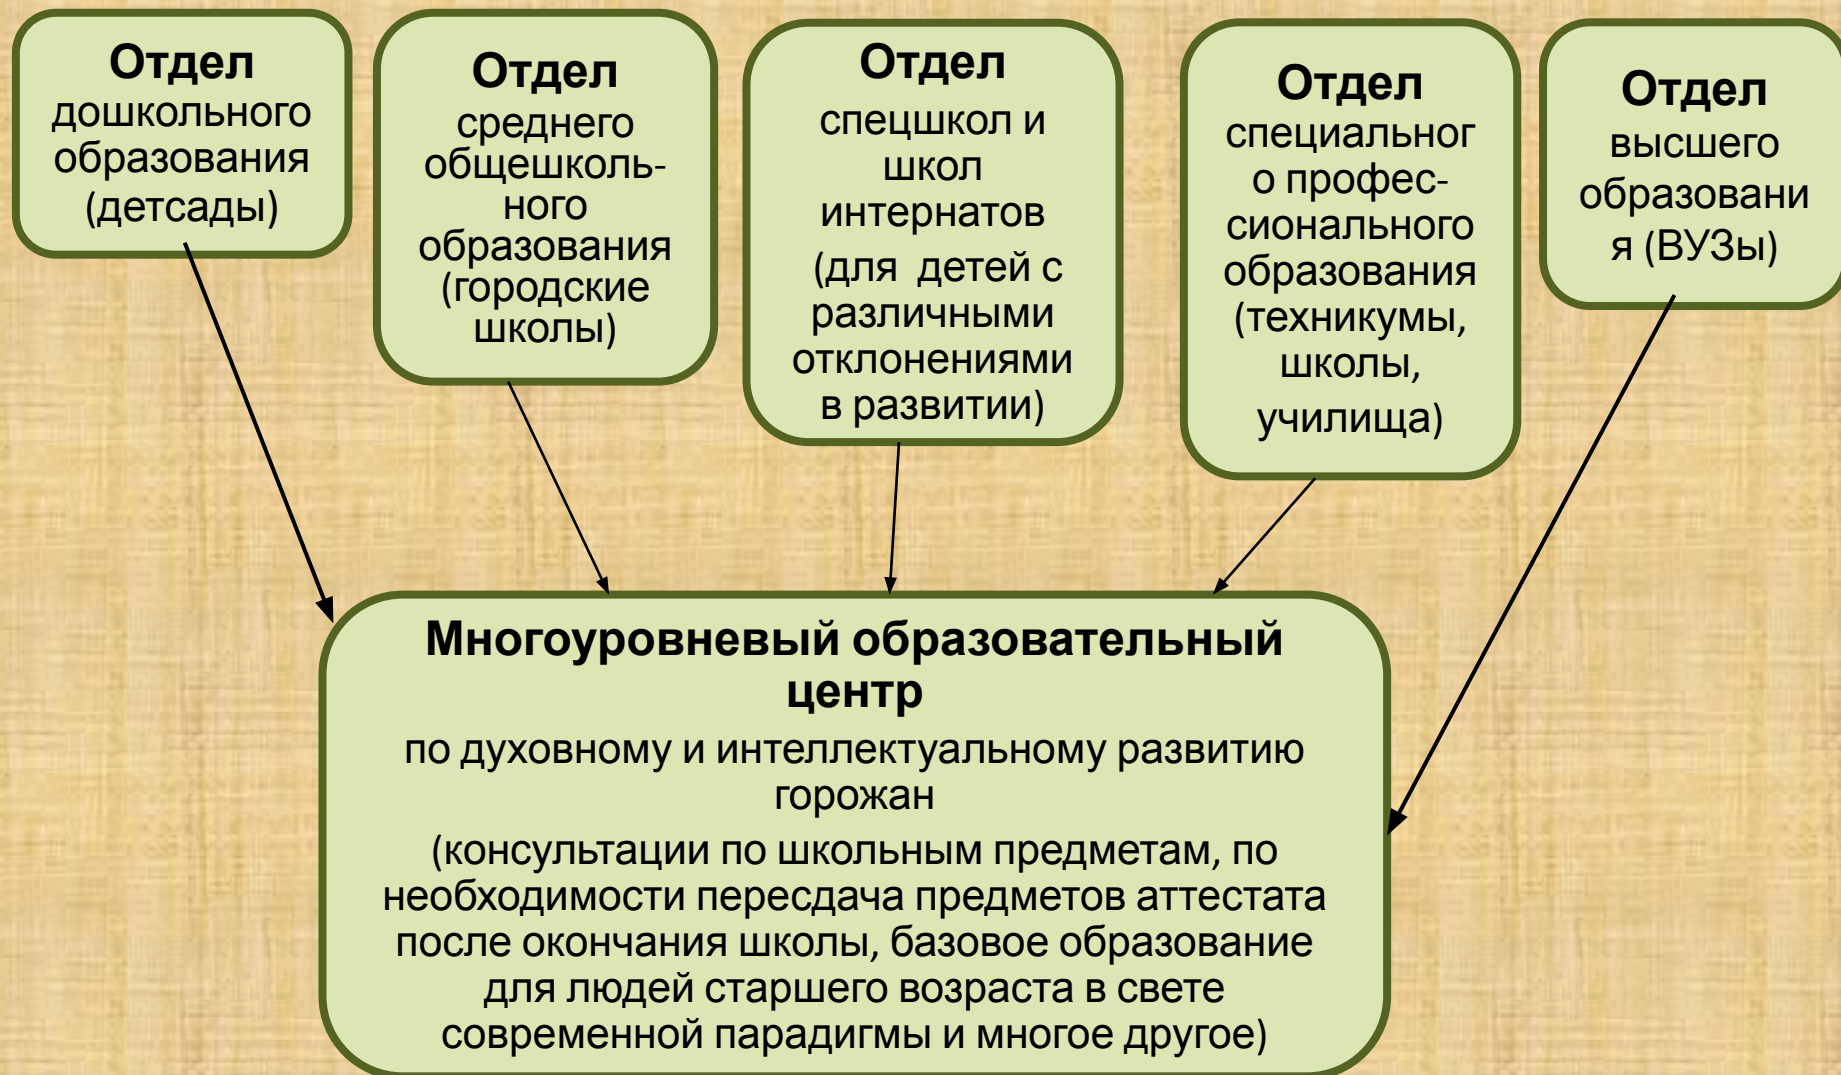 Отдел
дошкольного
образования
(детсады)
Отдел
среднего
общешколь-
ного
образования
(городские
школы)
Отдел
спецшкол и
школ
интернатов
(для детей с
различными
отклонениями
в развитии)
Отдел
специальног
о профес-
сионального
образования
(техникумы,
школы,
училища)
Отдел
высшего
образовани
я (ВУЗы)
Многоуровневый образовательный
центр
по духовному и интеллектуальному развитию
горожан
(консультации по школьным предметам, по
необходимости пересдача предметов аттестата
после окончания школы, базовое образование
для людей старшего возраста в свете
современной парадигмы и многое другое)